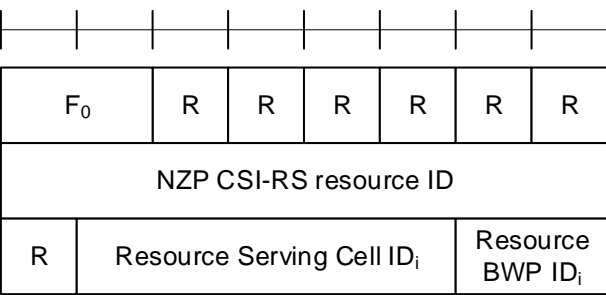 F₀ R R R R R R
NZP CSI-RS resource ID
R Resource Serving Cell IDᵢ Resource
BWP IDᵢ